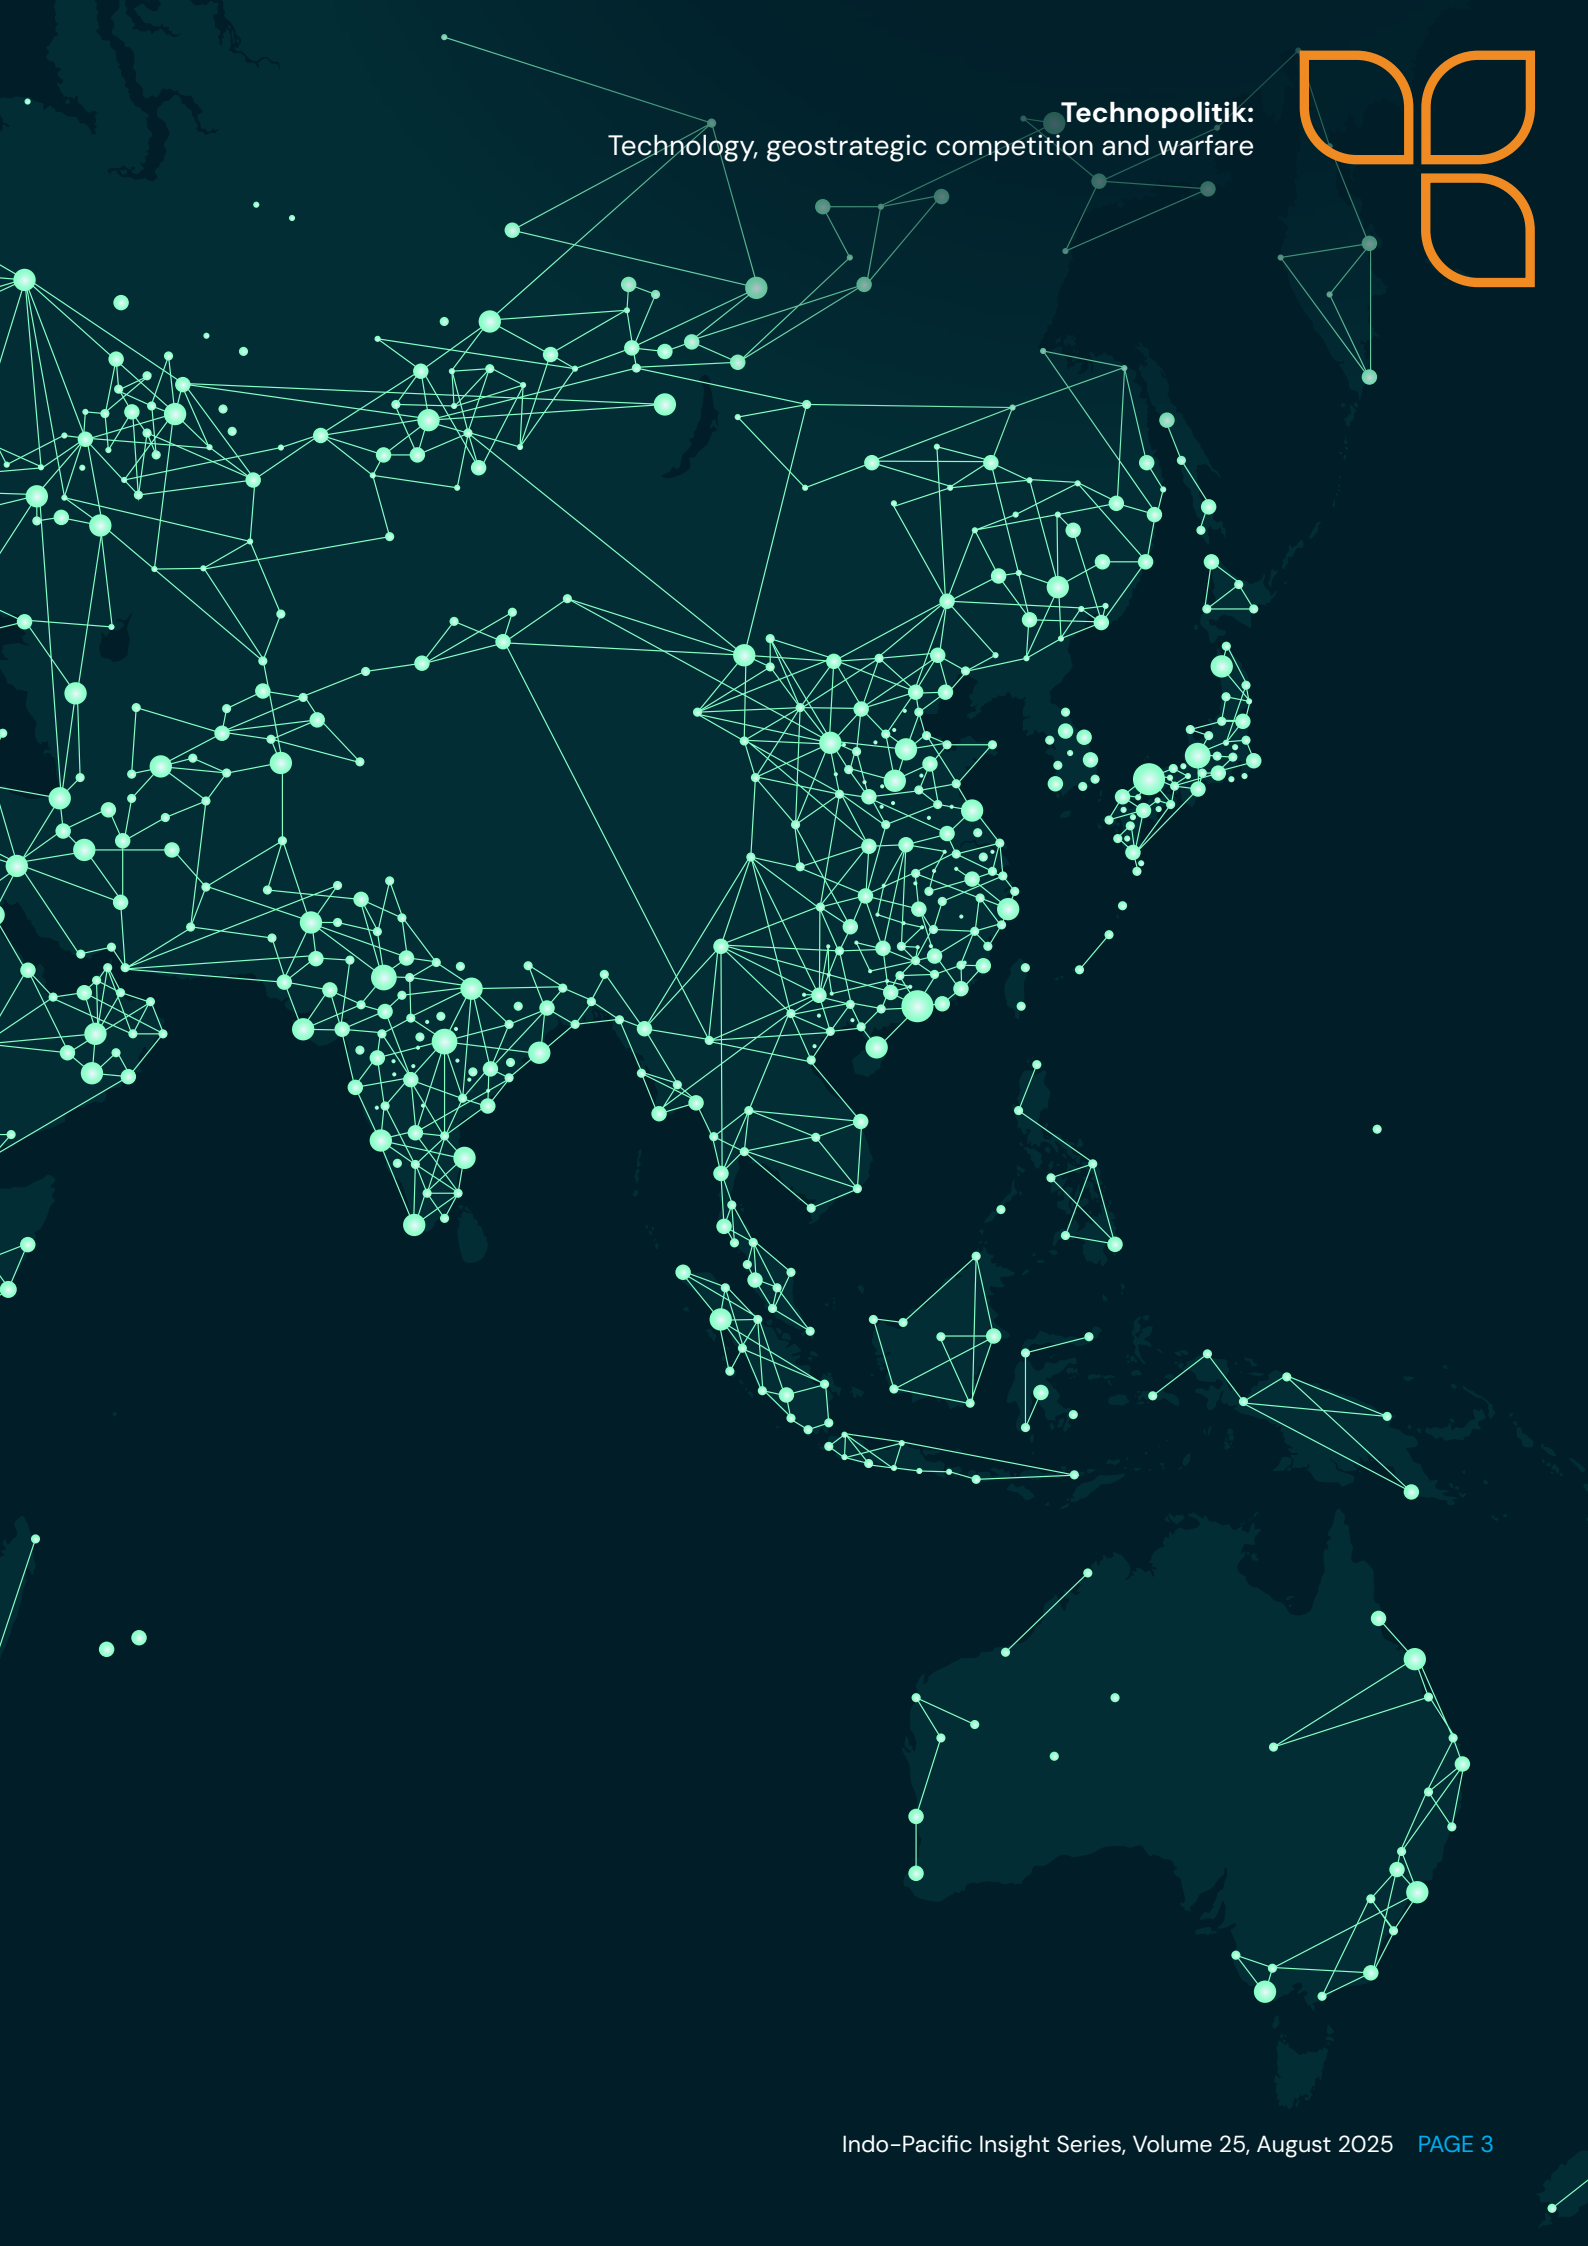 Technopolitik:
Technology, geostrategic competition and warfare
Indo-Pacific Insight Series, Volume 25, August 2025 PAGE 3